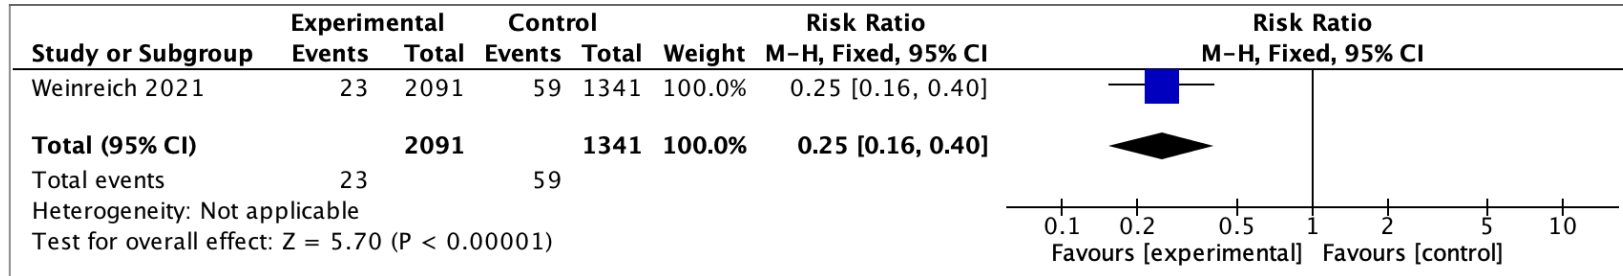 Experimental Control Risk Ratio Risk Ratio
Study or Subgroup Events Total Events Total Weight M-H, Fixed, 95% CI M-H, Fixed, 95% CI
Weinreich 2021 23 2091 59 1341 100.0% 0.25 [0.16, 0.40]
Total (95% CI) 2091 1341 100.0% 0.25 [0.16, 0.40]
Total events 23 59
Heterogeneity: Not applicable
Test for overall effect: Z = 5.70 (P < 0.00001)
0.1 0.2 0.5 1 2 5 10
Favours [experimental] Favours [control]